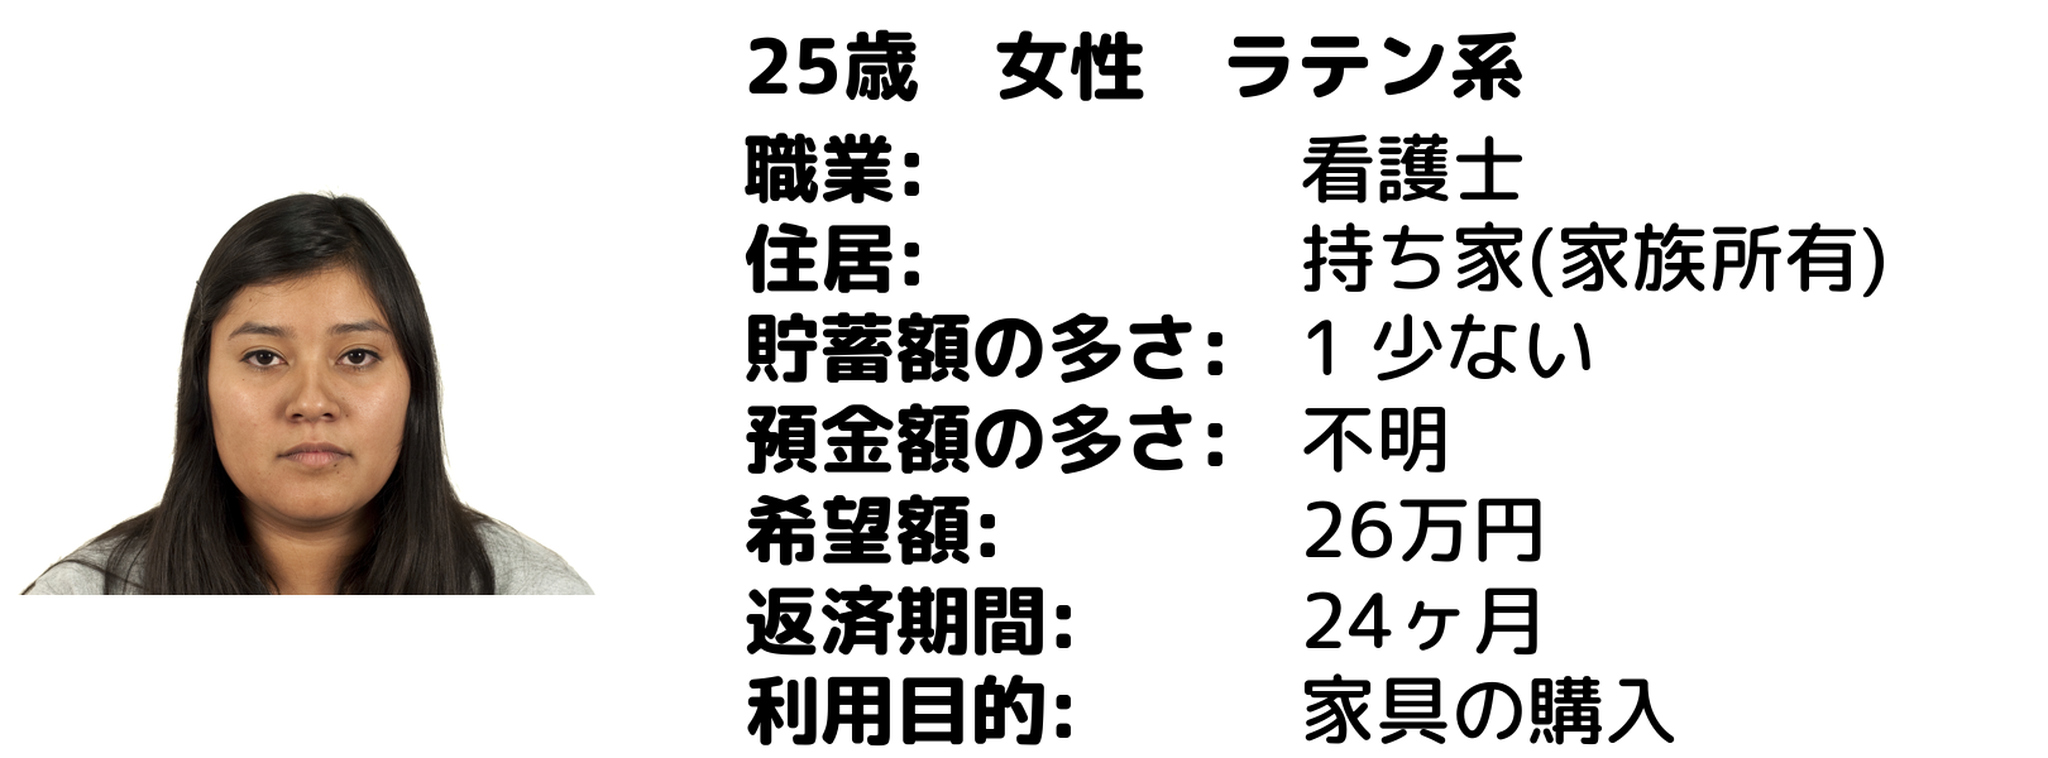 25歳　女性　ラテン系
職業:　看護士
住居:　持ち家(家族所有)
貯蓄額の多さ:　1 少ない
預金額の多さ:　不明
希望額:　26万円
返済期間:　24ヶ月
利用目的:　家具の購入